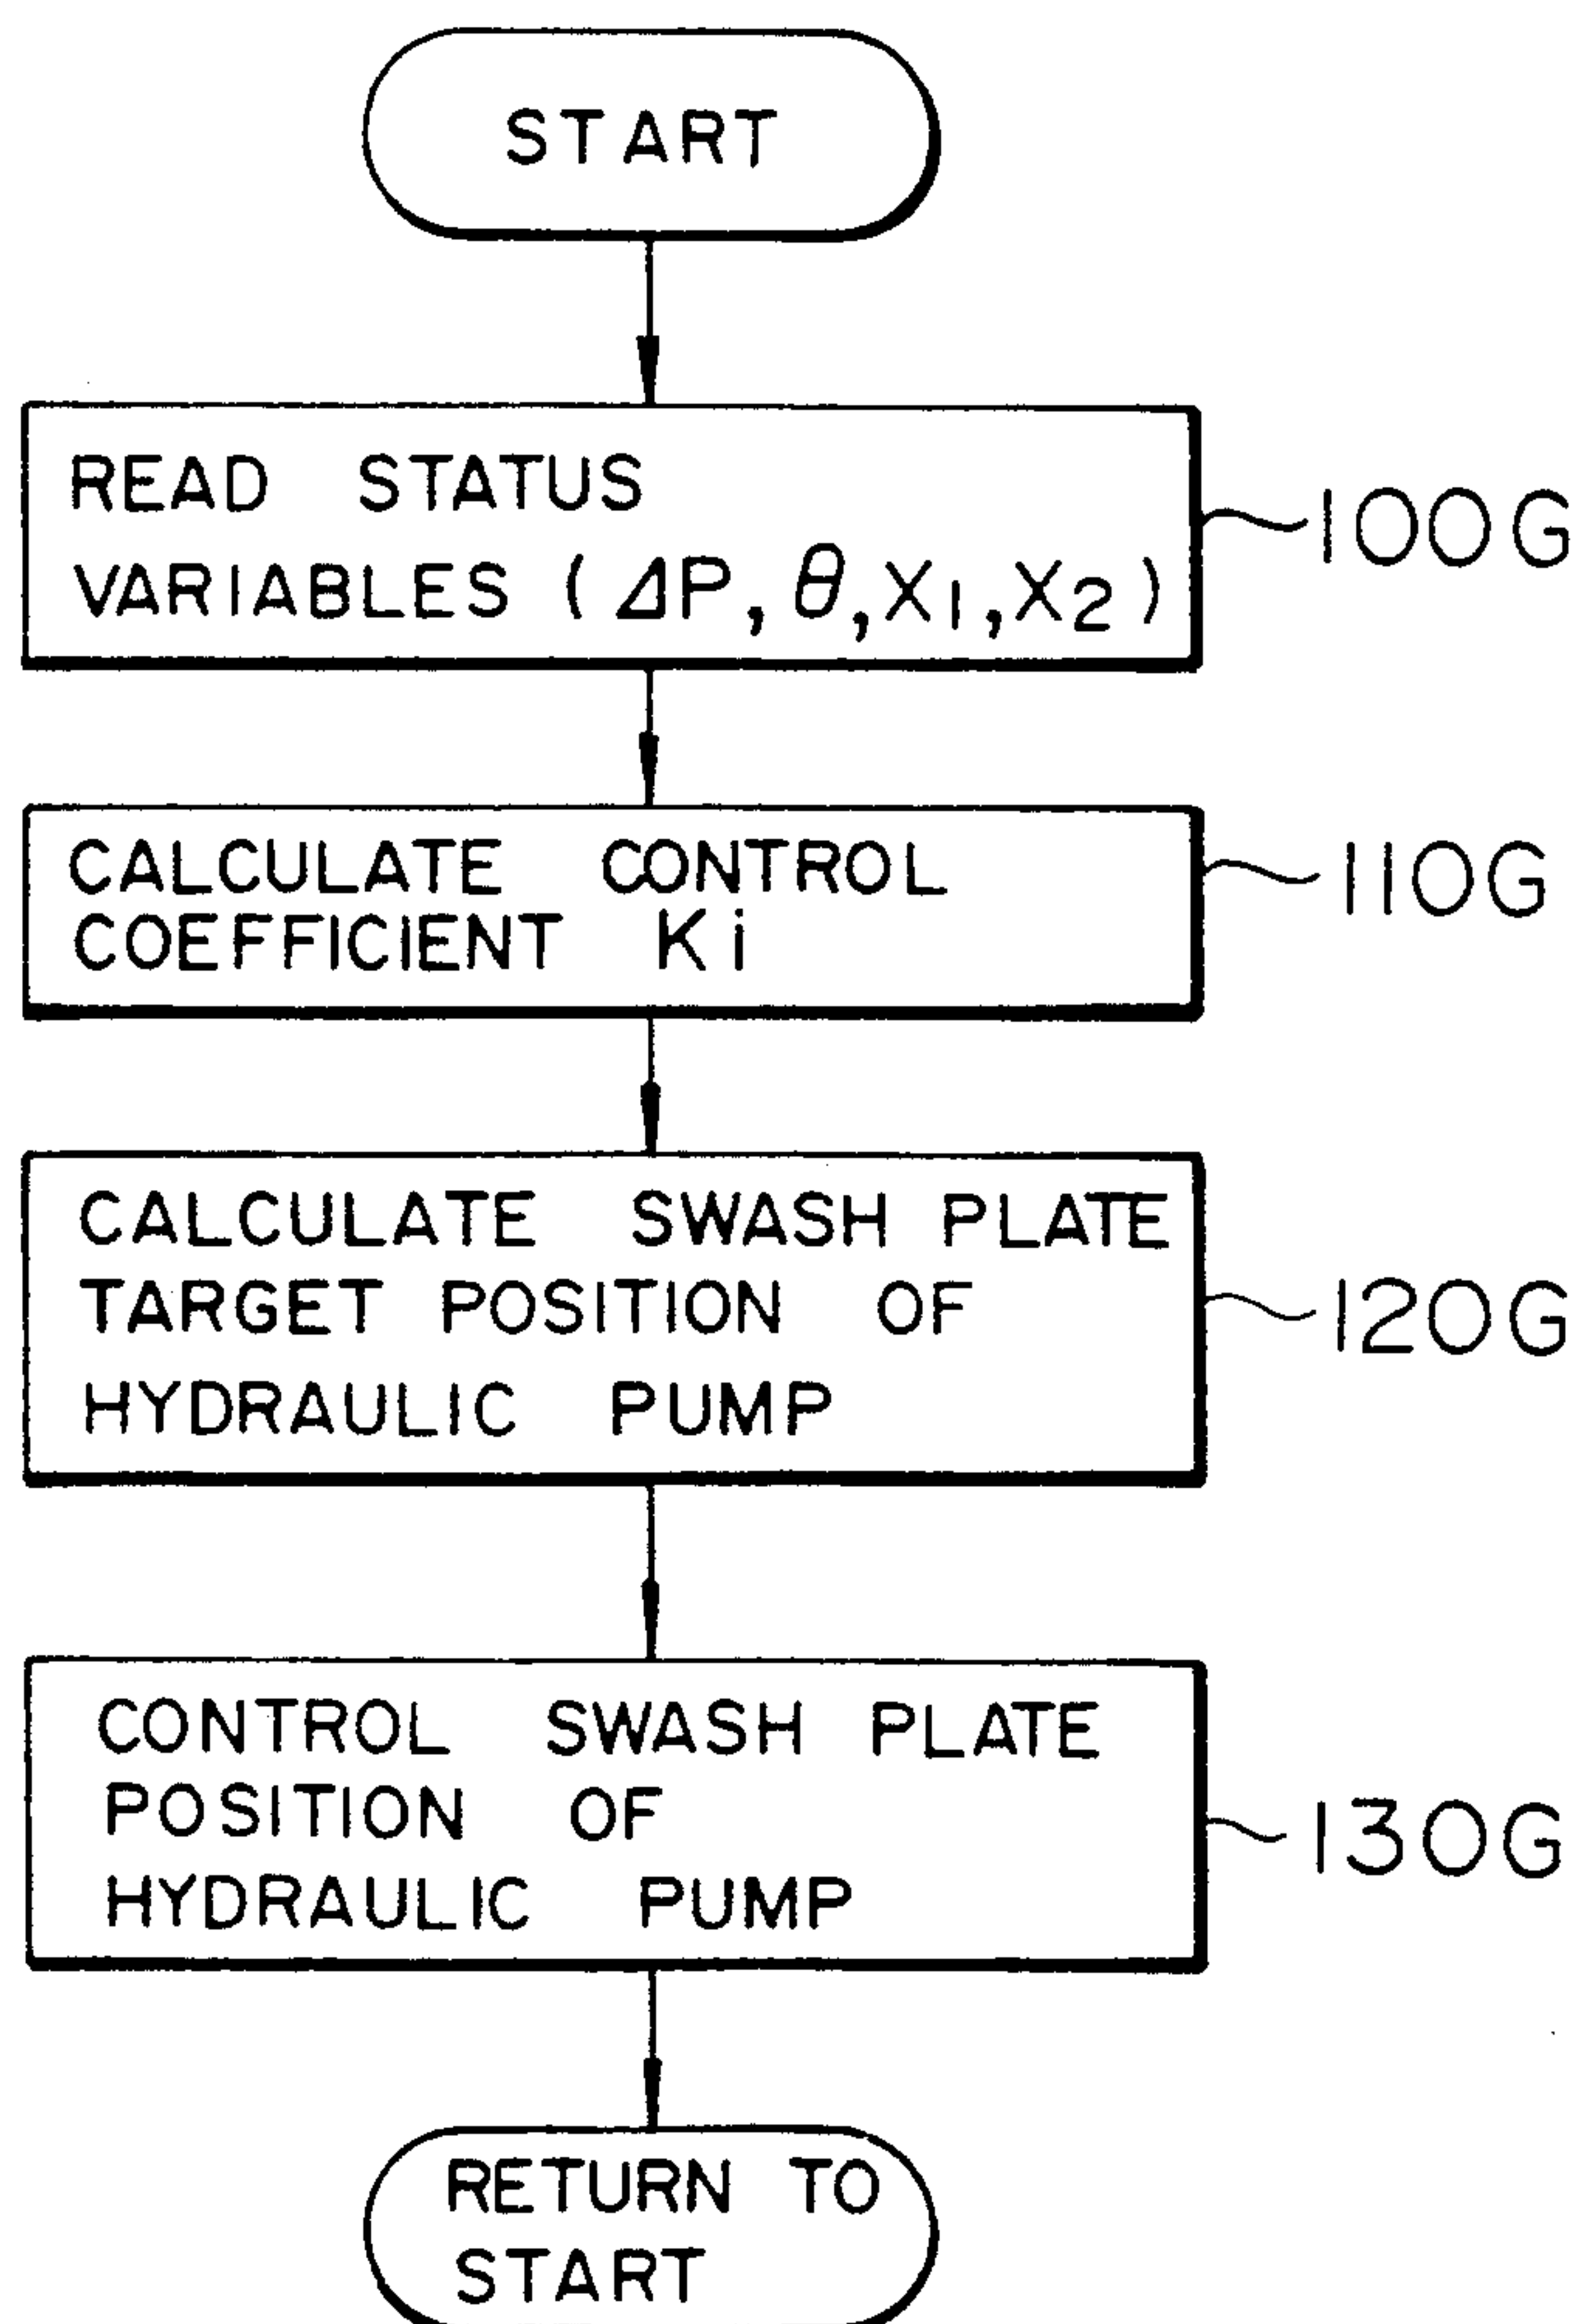 START
READ STATUS
VARIABLES (ΔP, θ, X1, X2)
100G
CALCULATE CONTROL
COEFFICIENT Ki
110G
CALCULATE SWASH PLATE
TARGET POSITION OF
HYDRAULIC PUMP
120G
CONTROL SWASH PLATE
POSITION OF
HYDRAULIC PUMP
130G
RETURN TO
START